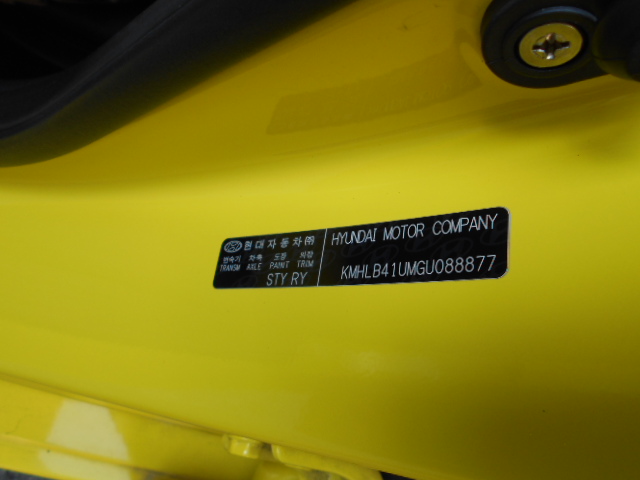 현대자동차㈜
변속기 차축 도장 내장
TRANSM AXLE PAINT TRIM
STY RY
HYUNDAI MOTOR COMPANY
KMHLB41UMGU088877